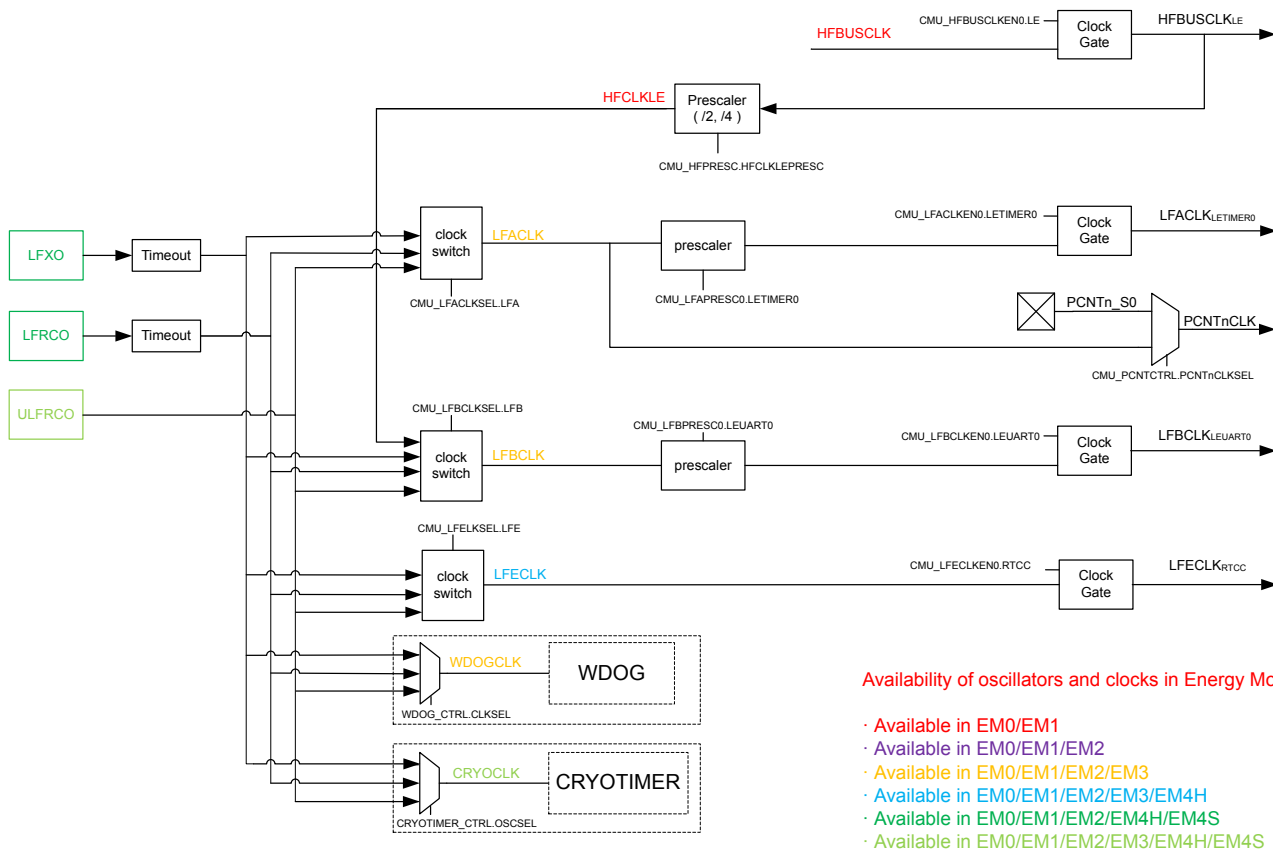 CMU_HFBUSCLKEN0.LE
HFBUSCLK
Clock
Gate
HFBUSCLKLE
HFCLKLE
Prescaler
( /2, /4 )
CMU_HFPRESC.HFCLKLEPRESC
LFXO
Timeout
clock
switch
LFACLK
CMU_LFACLKSEL.LFA
prescaler
CMU_LFAPRESC0.LETIMER0
CMU_LFACLKEN0.LETIMER0
Clock
Gate
LFACLKLETIMER0
LFRCO
Timeout
PCNTn_S0
PCNTnCLK
CMU_PCNTCTRL.PCNTnCLKSEL
ULFRCO
CMU_LFBCLKSEL.LFB
clock
switch
LFBCLK
CMU_LFBPRESC0.LEUART0
prescaler
CMU_LFBCLKEN0.LEUART0
Clock
Gate
LFBCLKLEUART0
CMU_LFELKSEL.LFE
clock
switch
LFECLK
CMU_LFECLKEN0.RTCC
Clock
Gate
LFECLKRTCC
WDOGCLK
WDOG
WDOG_CTRL.CLKSEL
CRYOCLK
CRYOTIMER
CRYOTIMER_CTRL.OSCSEL
Availability of oscillators and clocks in Energy Mo
· Available in EM0/EM1
· Available in EM0/EM1/EM2
· Available in EM0/EM1/EM2/EM3
· Available in EM0/EM1/EM2/EM3/EM4H
· Available in EM0/EM1/EM2/EM4H/EM4S
· Available in EM0/EM1/EM2/EM3/EM4H/EM4S